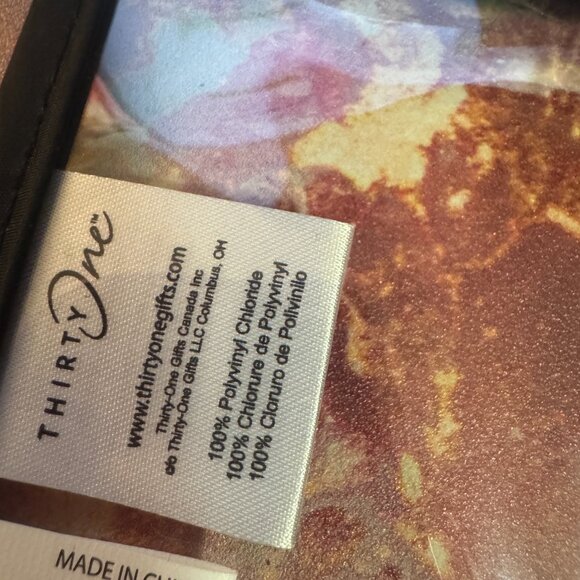 THIRTY One™
www.thirtyonegifts.com
Thirty-One Gifts Canada Inc
c/o Thirty-One Gifts LLC Columbus, OH
100% Polyvinyl Chloride
100% Chlorure de Polyvinyl
100% Cloruro de Polivinilo
MADE IN